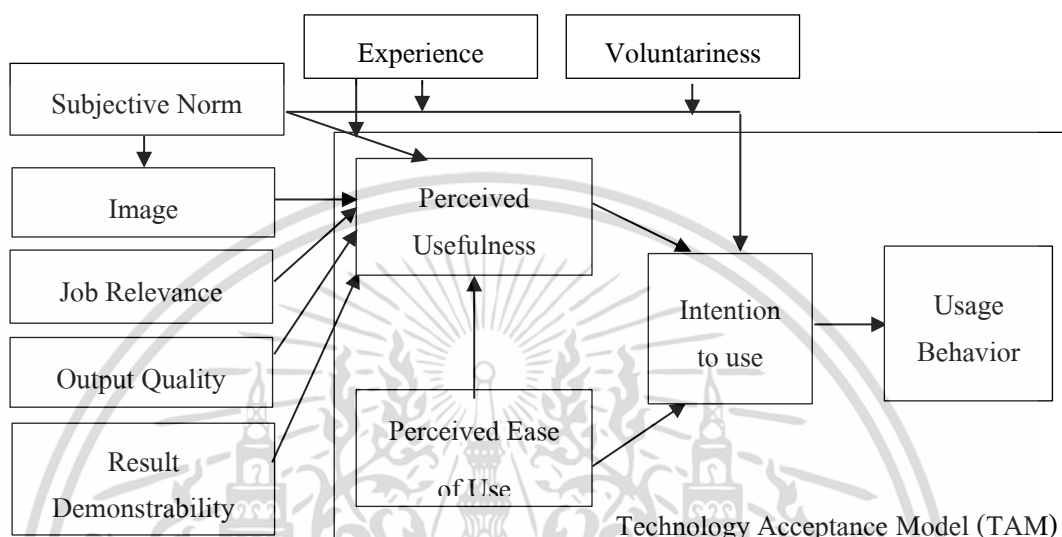 Experience
Voluntariness
Subjective Norm
Image
Perceived
Usefulness
Job Relevance
Intention
to use
Usage
Behavior
Output Quality
Perceived Ease
of Use
Result
Demonstrability
Technology Acceptance Model (TAM)